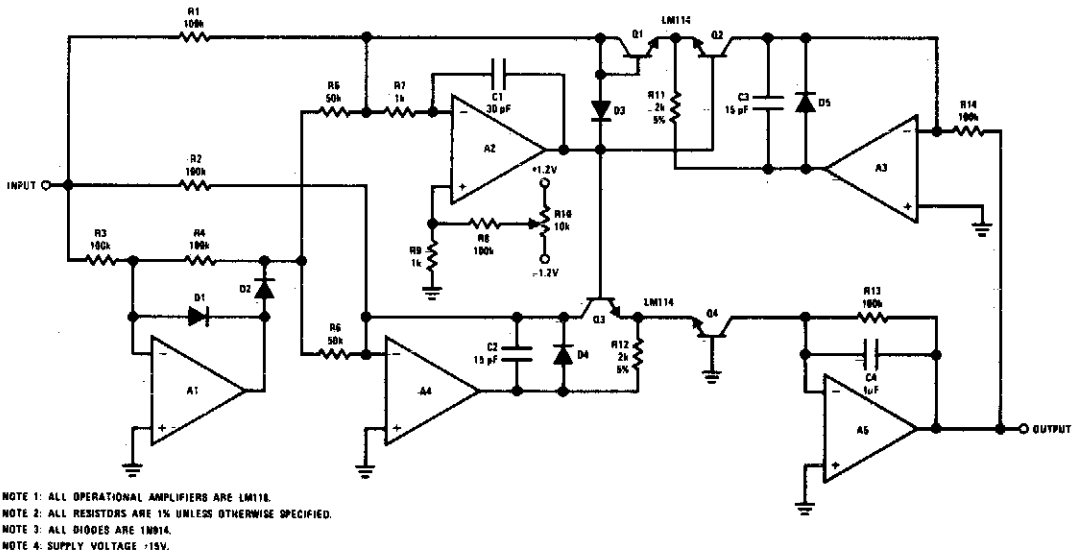 R1
100k
LM114
Q1
Q2
R5
50k
R7
1k
C1
30 pF
D3
R11
2k
5%
C3
15 pF
D5
R14
100k
A2
A3
R2
100k
INPUT
+1.2V
R10
10k
-1.2V
R8
100k
R9
1k
R3
100k
R4
100k
D2
D1
A1
R6
50k
C2
15 pF
D4
Q3
LM114
R12
2k
5%
Q4
R13
100k
C4
1µF
A4
A5
OUTPUT
NOTE 1: ALL OPERATIONAL AMPLIFIERS ARE LM118.
NOTE 2: ALL RESISTORS ARE 1% UNLESS OTHERWISE SPECIFIED.
NOTE 3: ALL DIODES ARE 1N914.
NOTE 4: SUPPLY VOLTAGE ±15V.